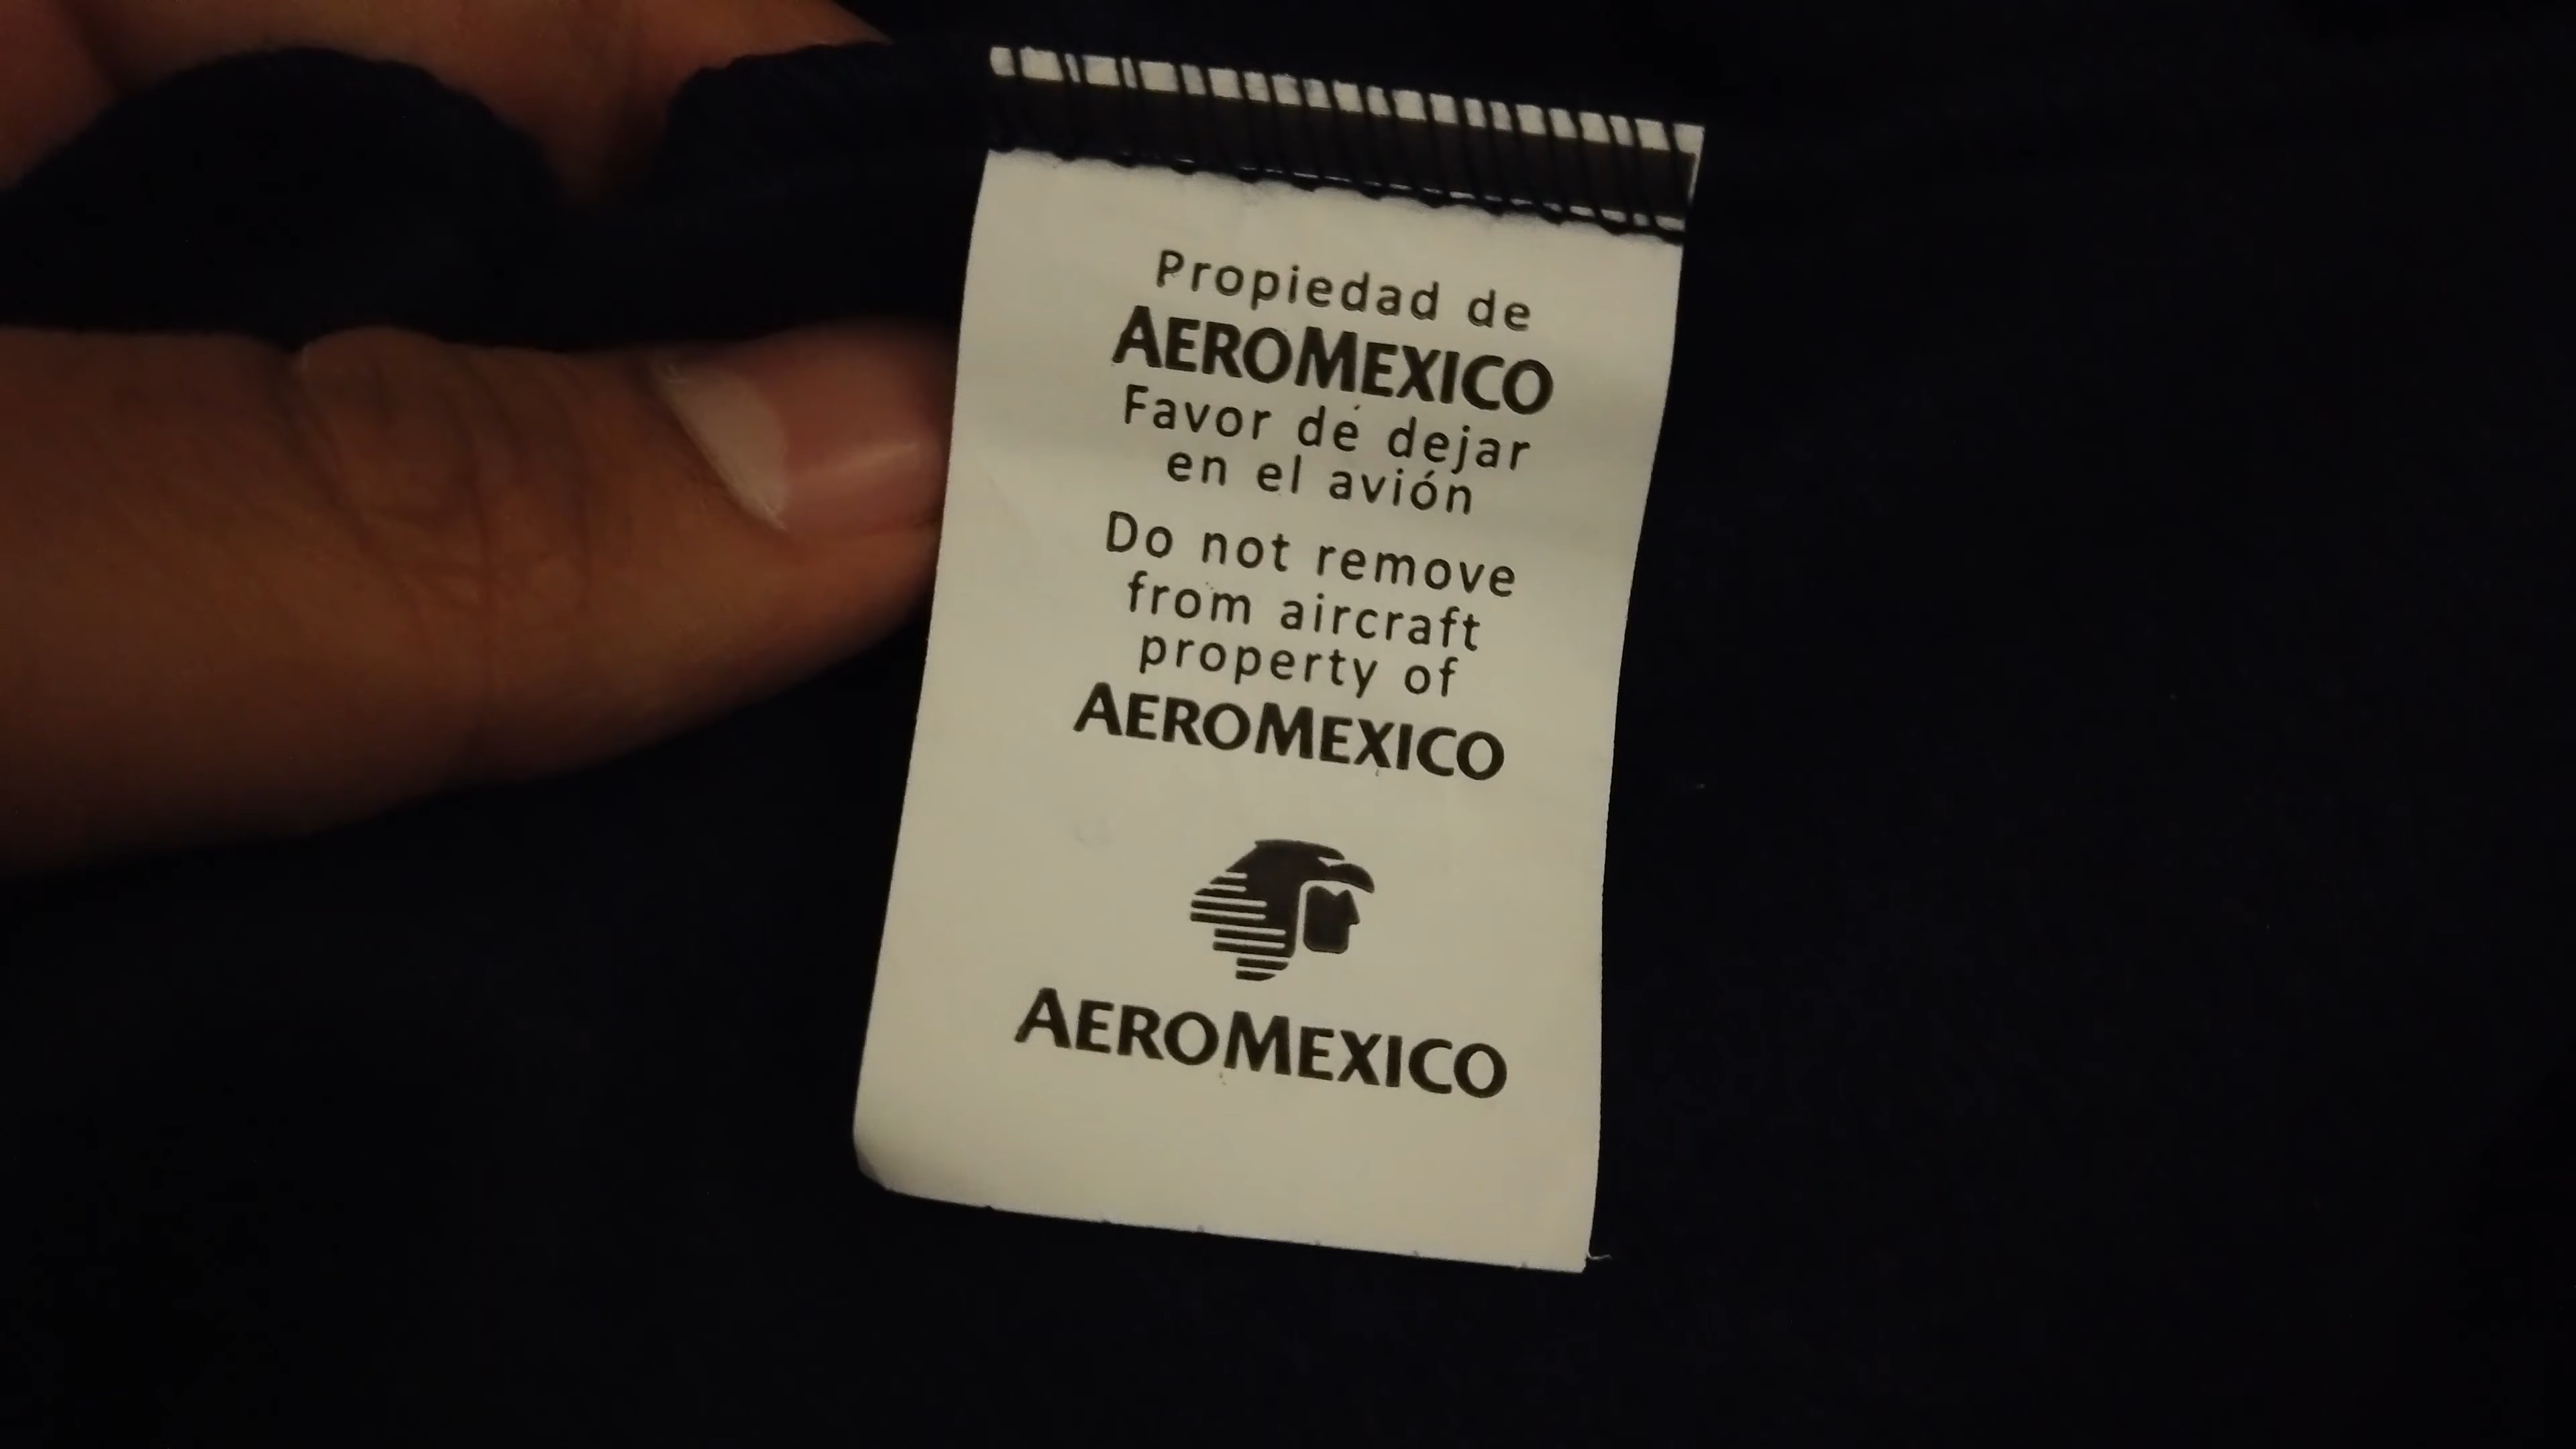 Propiedad de
AEROMEXICO
Favor de dejar
en el avión
Do not remove
from aircraft
property of
AEROMEXICO
AEROMEXICO